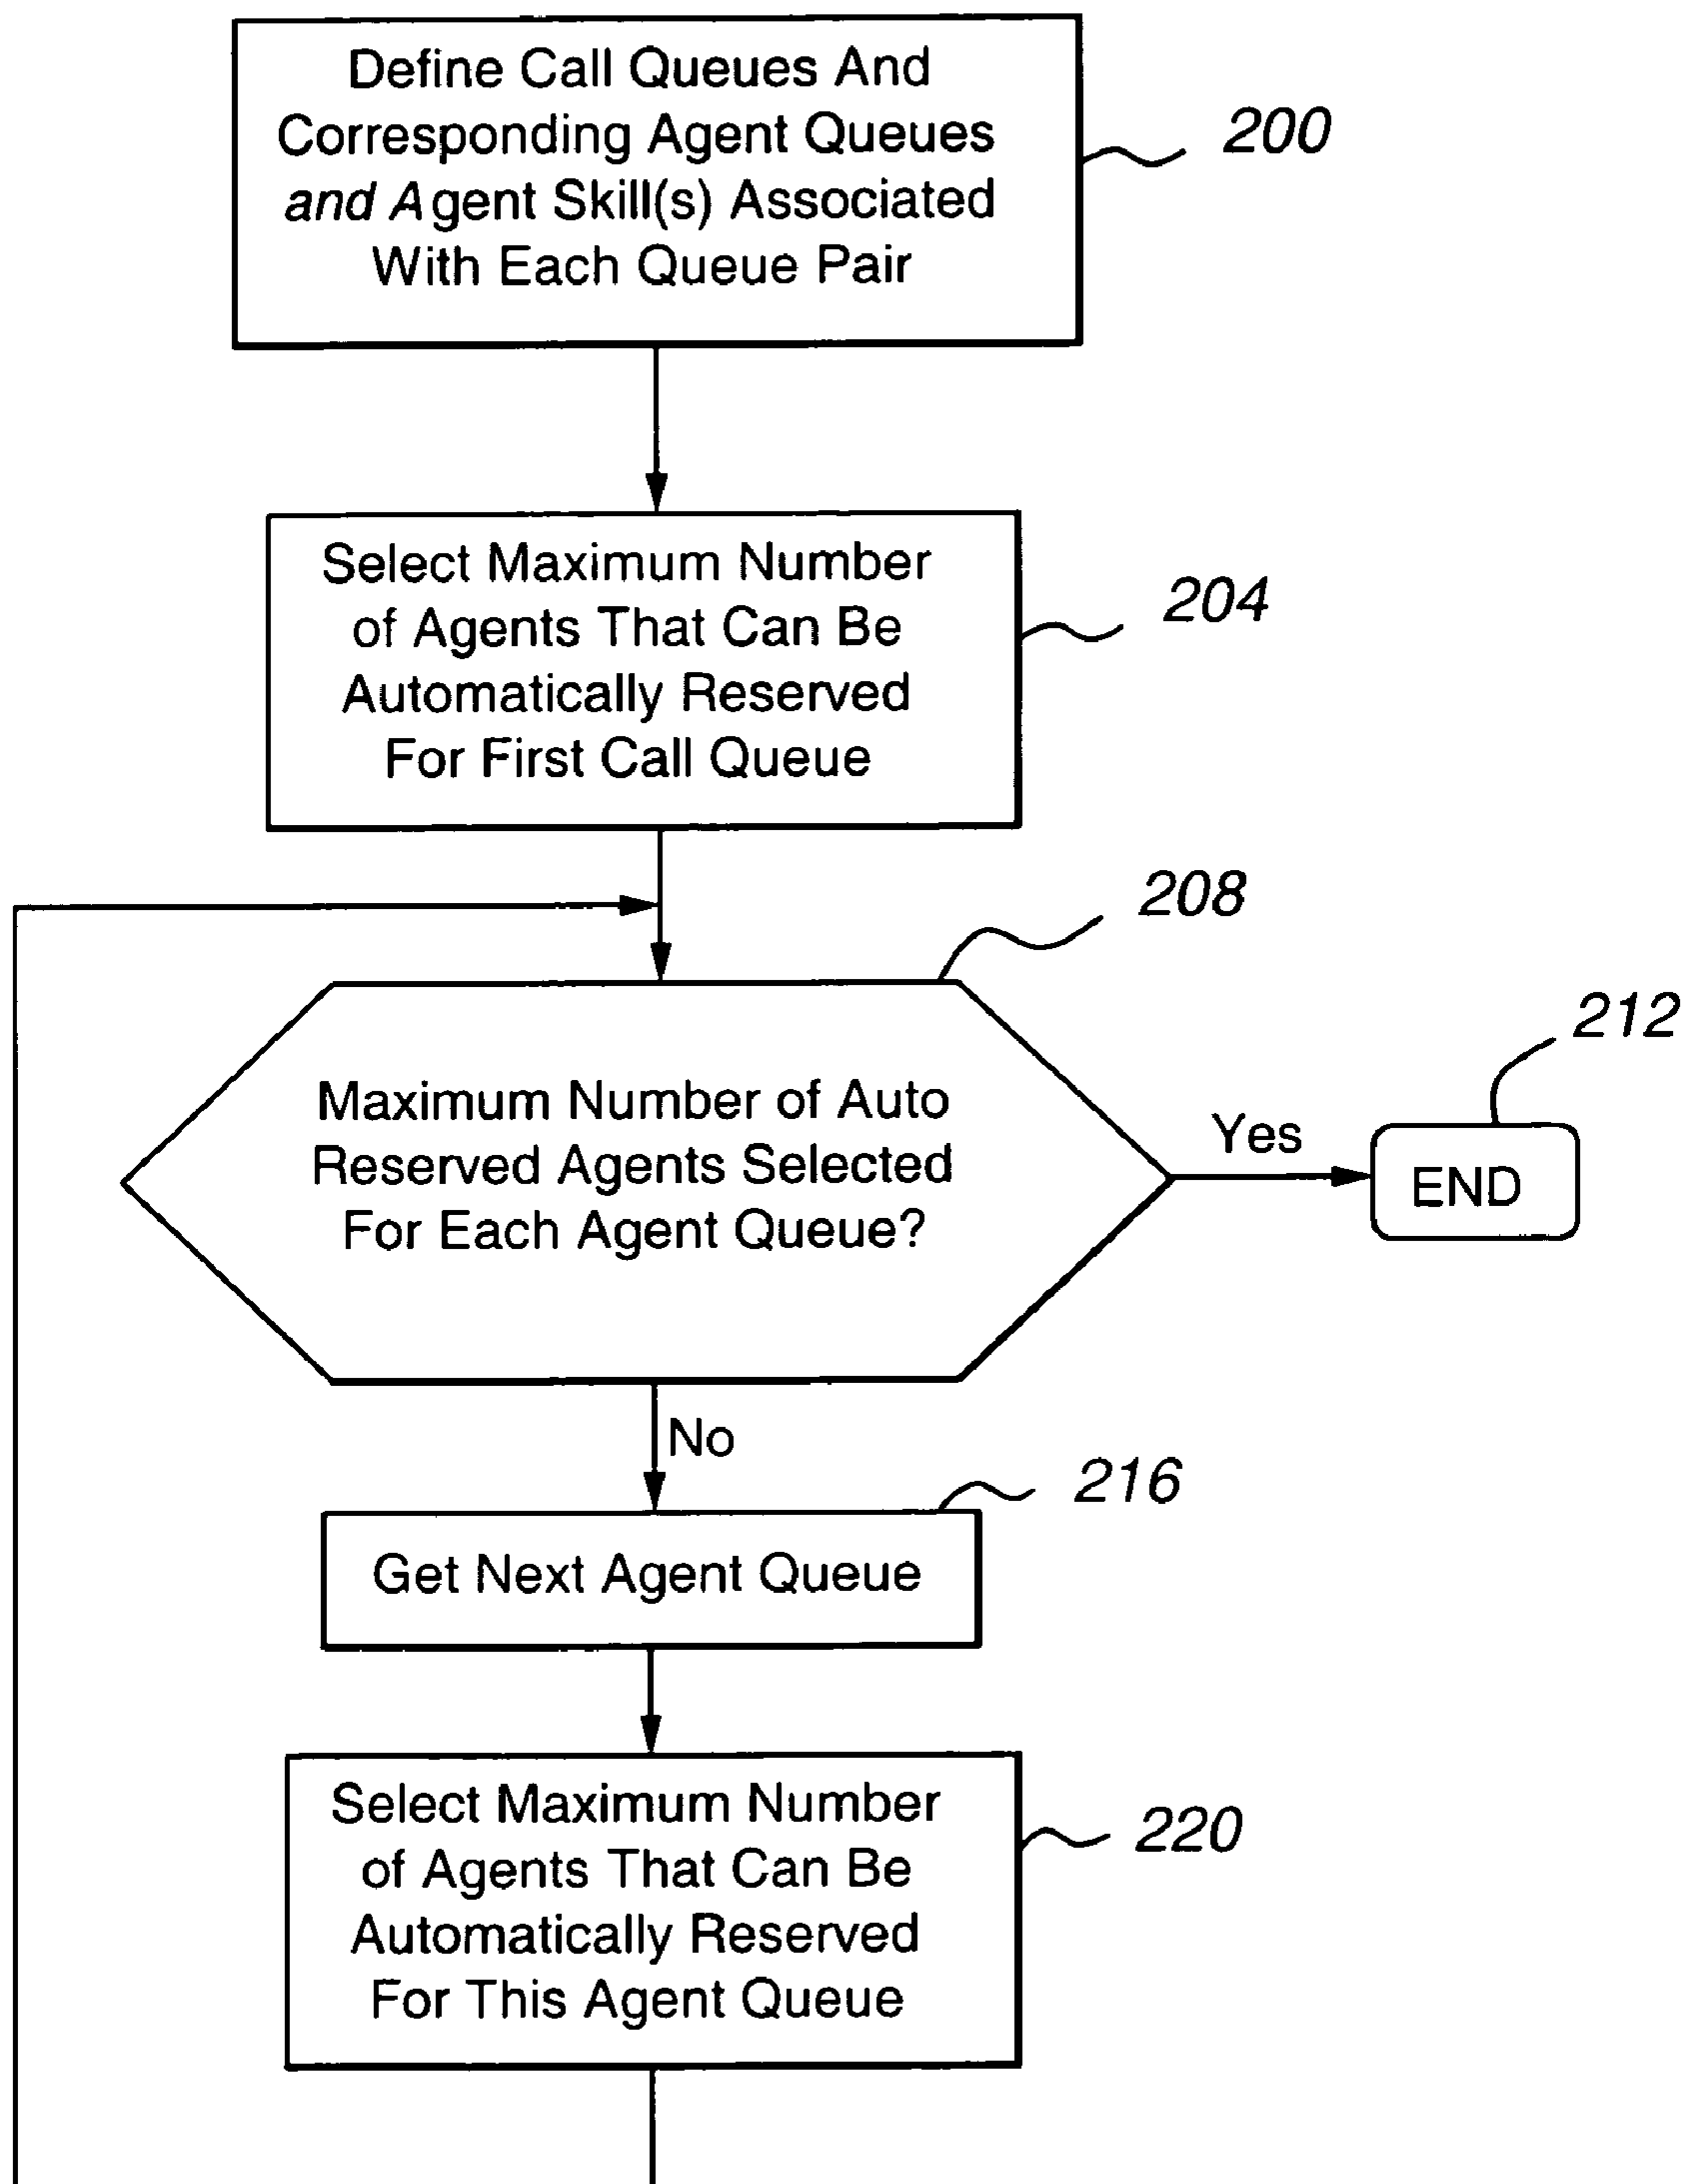 Define Call Queues And
Corresponding Agent Queues
and Agent Skill(s) Associated
With Each Queue Pair
200
Select Maximum Number
of Agents That Can Be
Automatically Reserved
For First Call Queue
204
208
Maximum Number of Auto
Reserved Agents Selected
For Each Agent Queue?
Yes
212
END
No
216
Get Next Agent Queue
Select Maximum Number
of Agents That Can Be
Automatically Reserved
For This Agent Queue
220